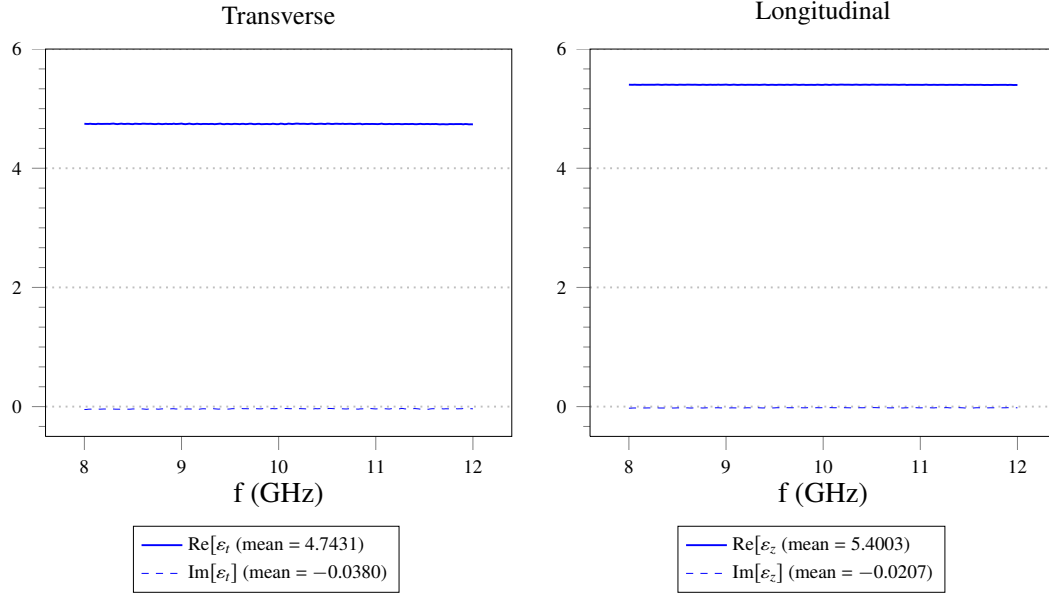 Transverse
6
4
2
0
8 9 10 11 12
f (GHz)
Re[ε_t (mean = 4.7431)
Im[ε_t] (mean = −0.0380)
Longitudinal
6
4
2
0
8 9 10 11 12
f (GHz)
Re[ε_z (mean = 5.4003)
Im[ε_z] (mean = −0.0207)